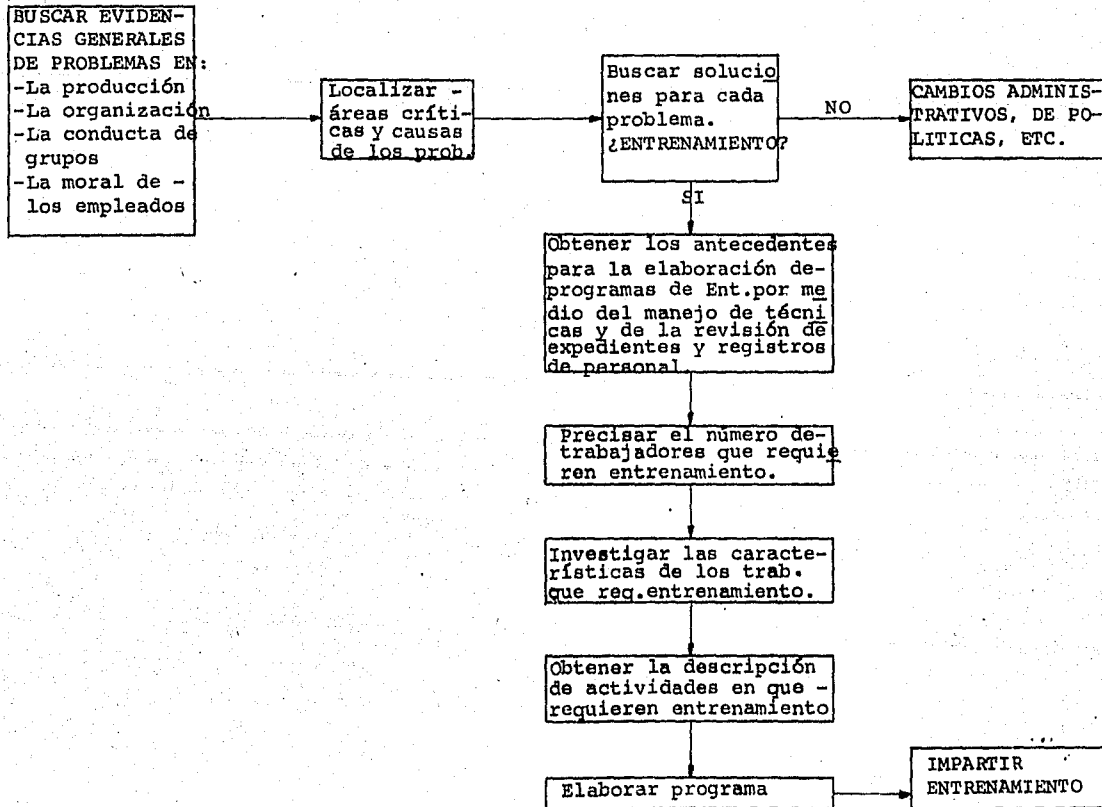 BUSCAR EVIDEN-
CIAS GENERALES
DE PROBLEMAS EN:
-La producción
-La organización
-La conducta de
grupos
-La moral de -
los empleados
Localizar -
áreas críti-
cas y causas
de los prob.
Buscar solucio
nes para cada
problema.
¿ENTRENAMIENTO?
NO
CAMBIOS ADMINIS-
TRATIVOS, DE PO-
LITICAS, ETC.
SI
Obtener los antecedentes
para la elaboración de-
programas de Ent.por me
dio del manejo de técni
cas y de la revisión de
expedientes y registros
de personal.
Precisar el número de-
trabajadores que requie
ren entrenamiento.
Investigar las caracte-
rísticas de los trab.
que req.entrenamiento.
Obtener la descripción
de actividades en que -
requieren entrenamiento
Elaborar programa
IMPARTIR
ENTRENAMIENTO